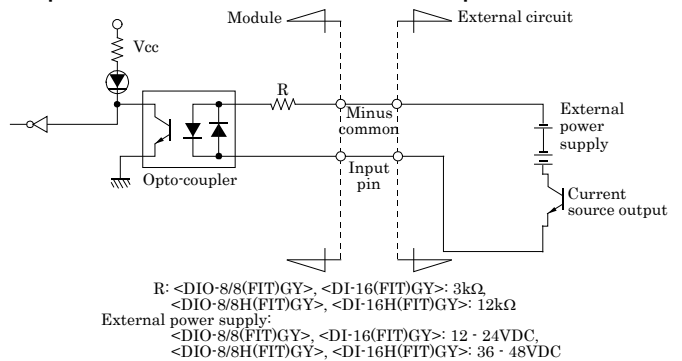 Module
External circuit
Vcc
R
Minus
common
External
power
supply
Input
pin
Opto-coupler
Current
source output
R: <DIO-8/8(FIT)GY>, <DI-16(FIT)GY>: 3kΩ,
<DIO-8/8H(FIT)GY>, <DI-16H(FIT)GY>: 12kΩ
External power supply:
<DIO-8/8(FIT)GY>, <DI-16(FIT)GY>: 12 - 24VDC,
<DIO-8/8H(FIT)GY>, <DI-16H(FIT)GY>: 36 - 48VDC